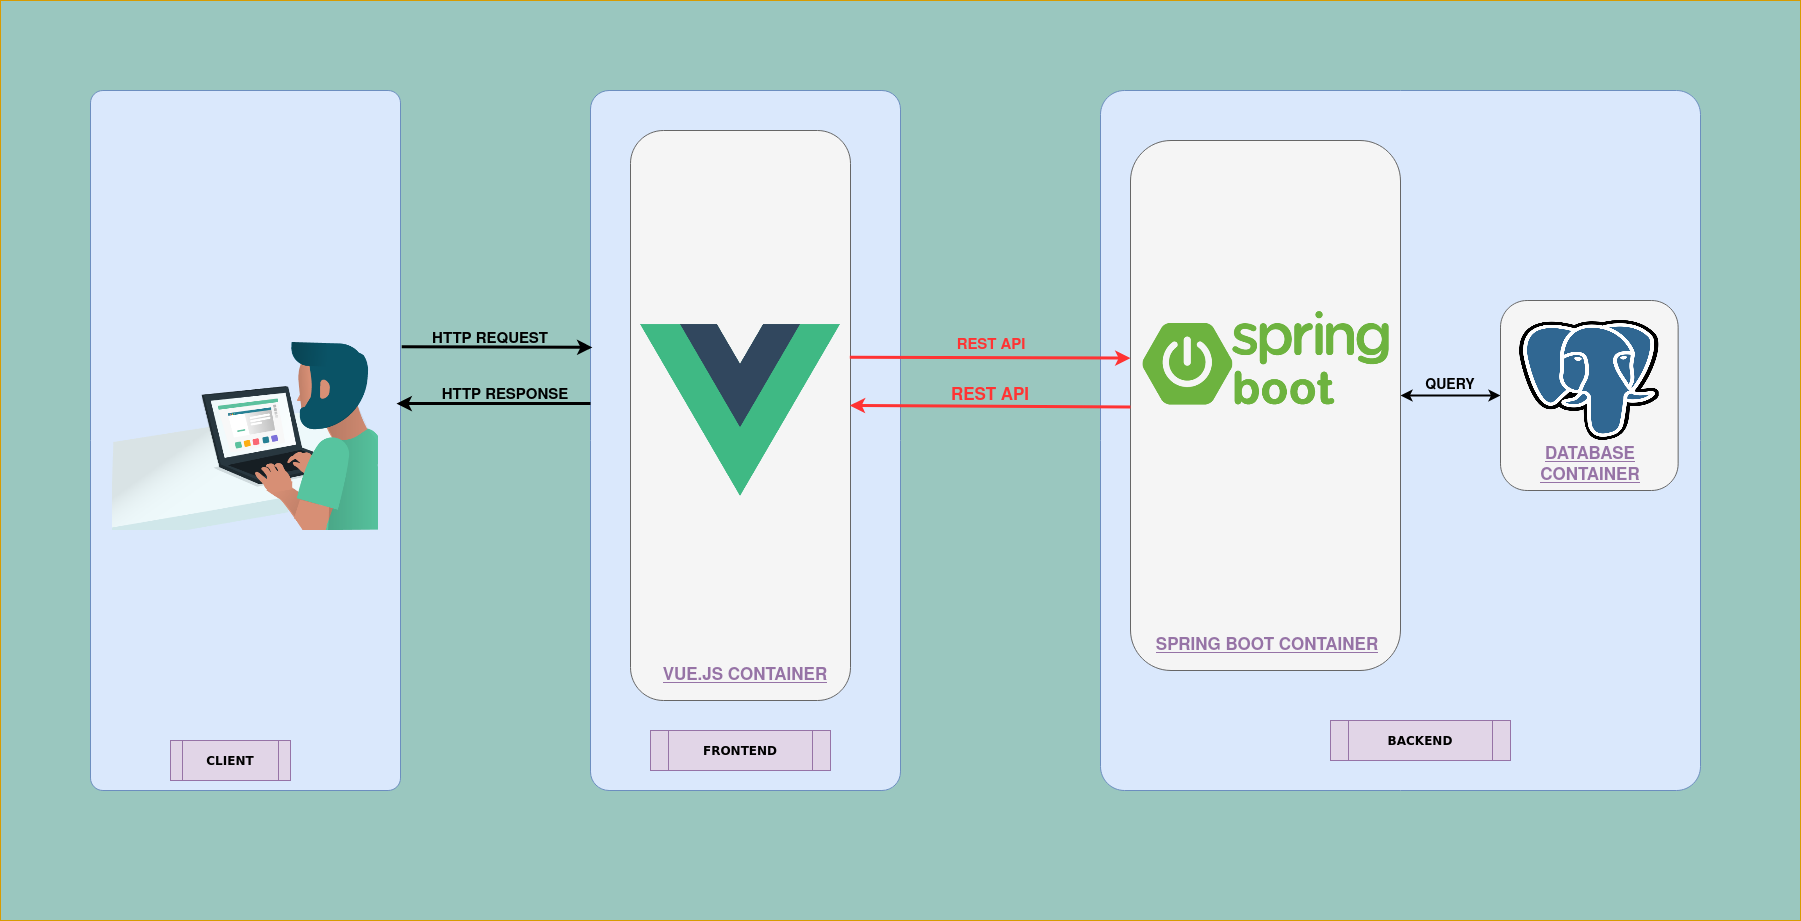 HTTP REQUEST
HTTP RESPONSE
CLIENT
VUE.JS CONTAINER
FRONTEND
REST API
REST API
spring
boot
SPRING BOOT CONTAINER
QUERY
DATABASE
CONTAINER
BACKEND